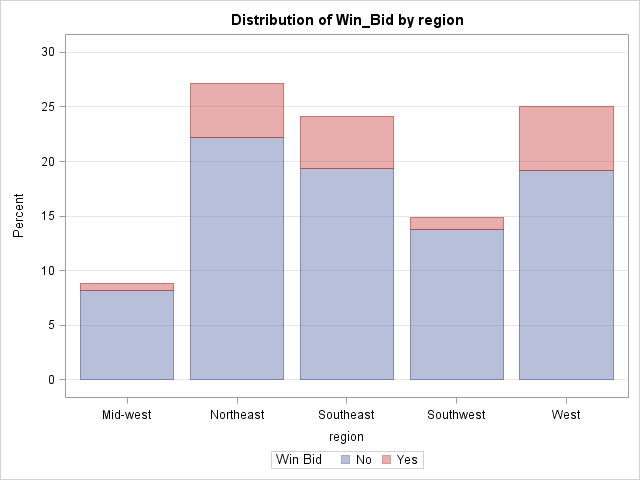 Distribution of Win_Bid by region
30
25
20
15
10
5
0
Percent
Mid-west Northeast Southeast Southwest West
region
Win Bid No Yes